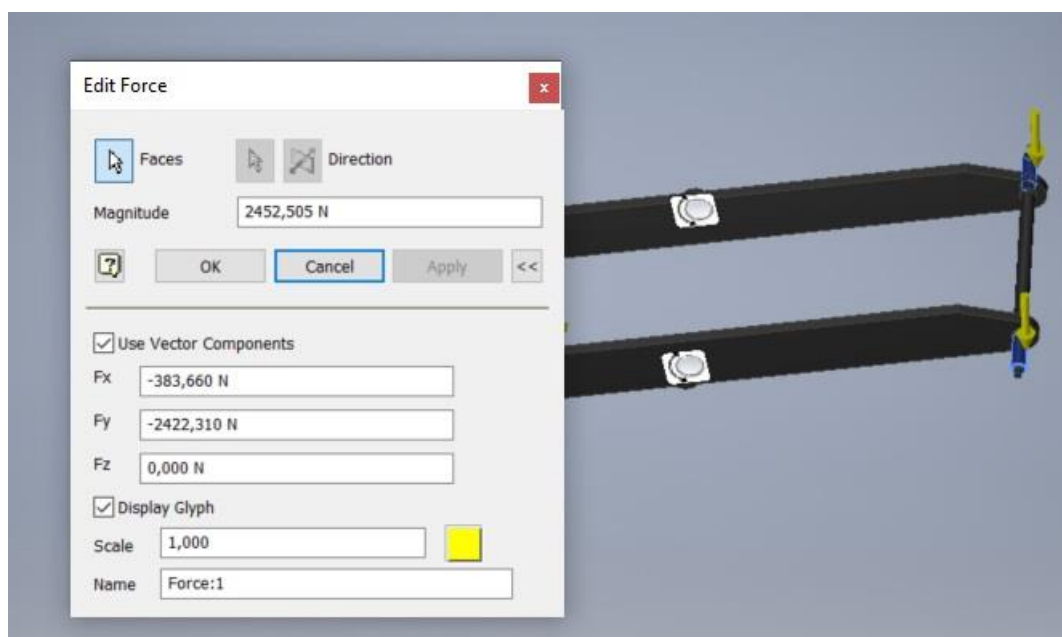 Edit Force
x
Faces Direction
Magnitude 2452,505 N
? OK Cancel Apply <<
Use Vector Components
Fx -383,660 N
Fy -2422,310 N
Fz 0,000 N
Display Glyph
Scale 1,000
Name Force:1